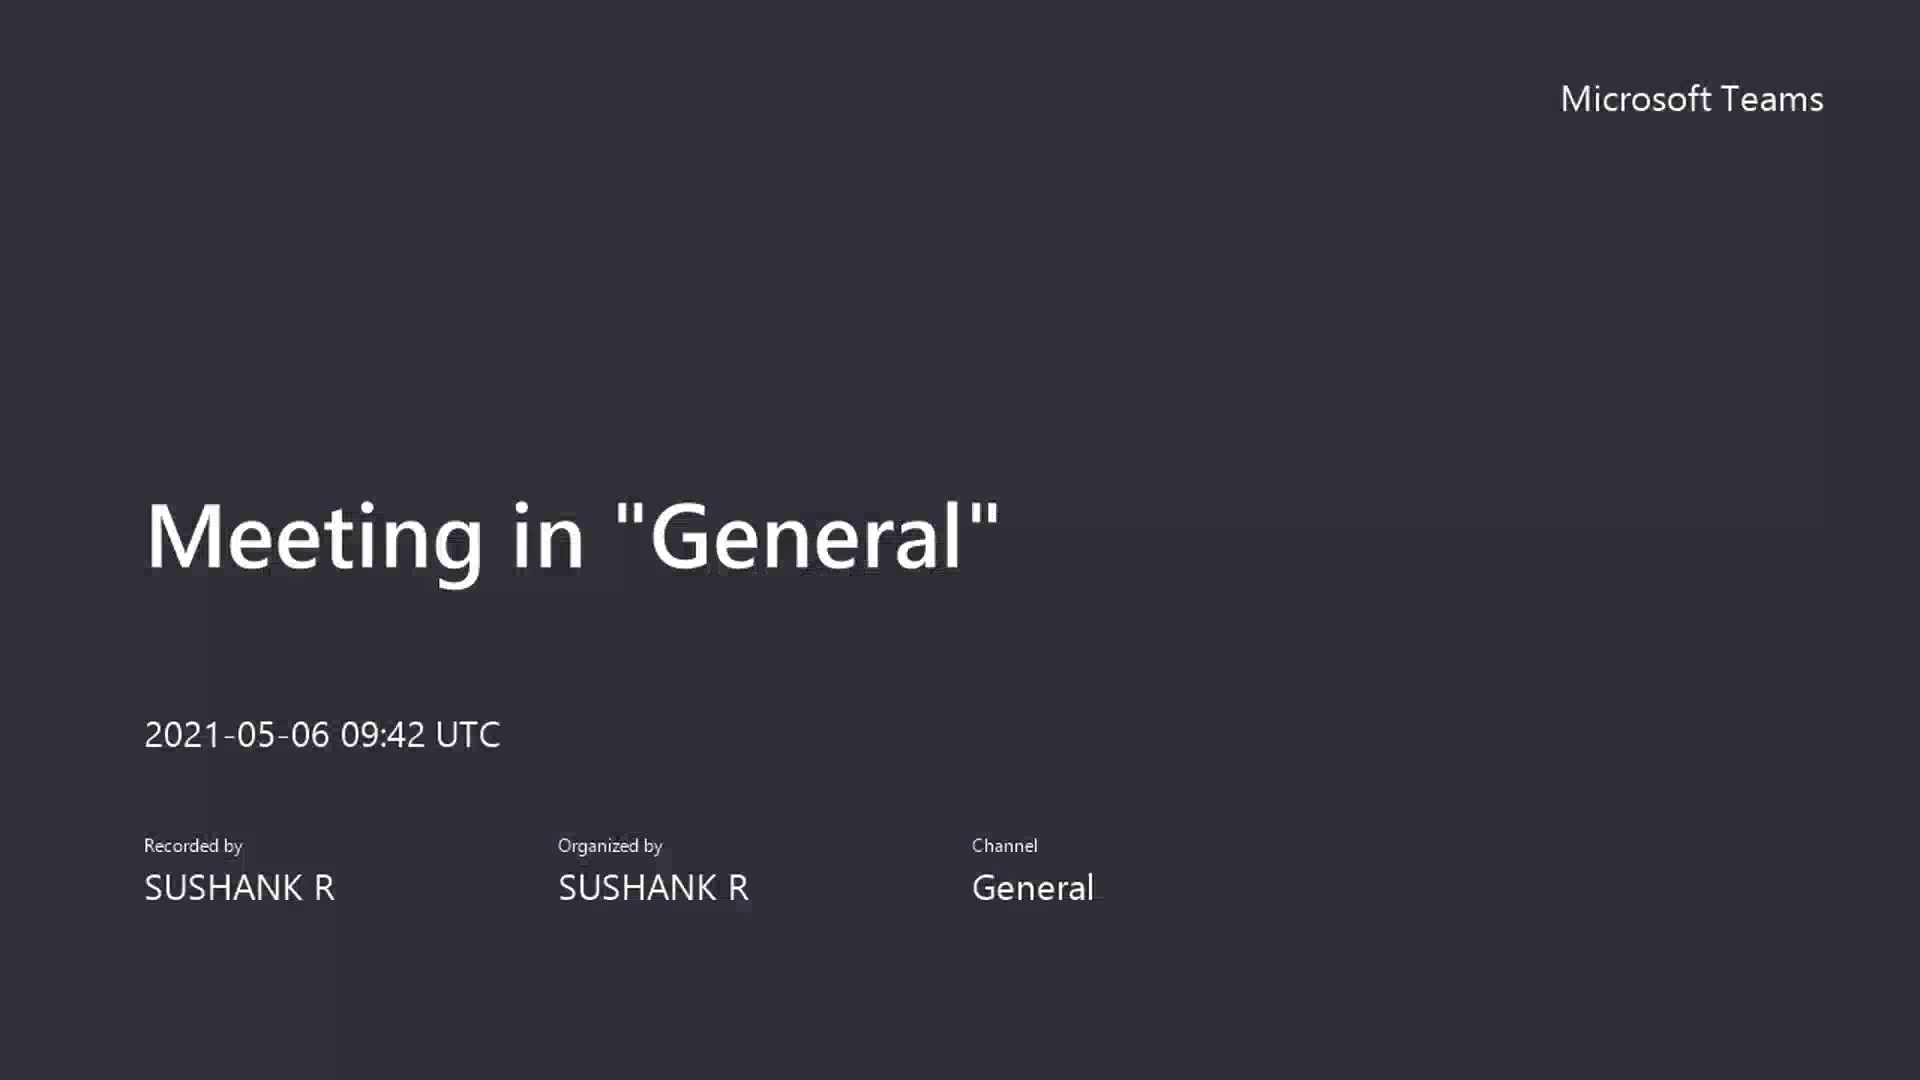 Microsoft Teams
Meeting in "General"
2021-05-06 09:42 UTC
Recorded by
SUSHANK R
Organized by
SUSHANK R
Channel
General